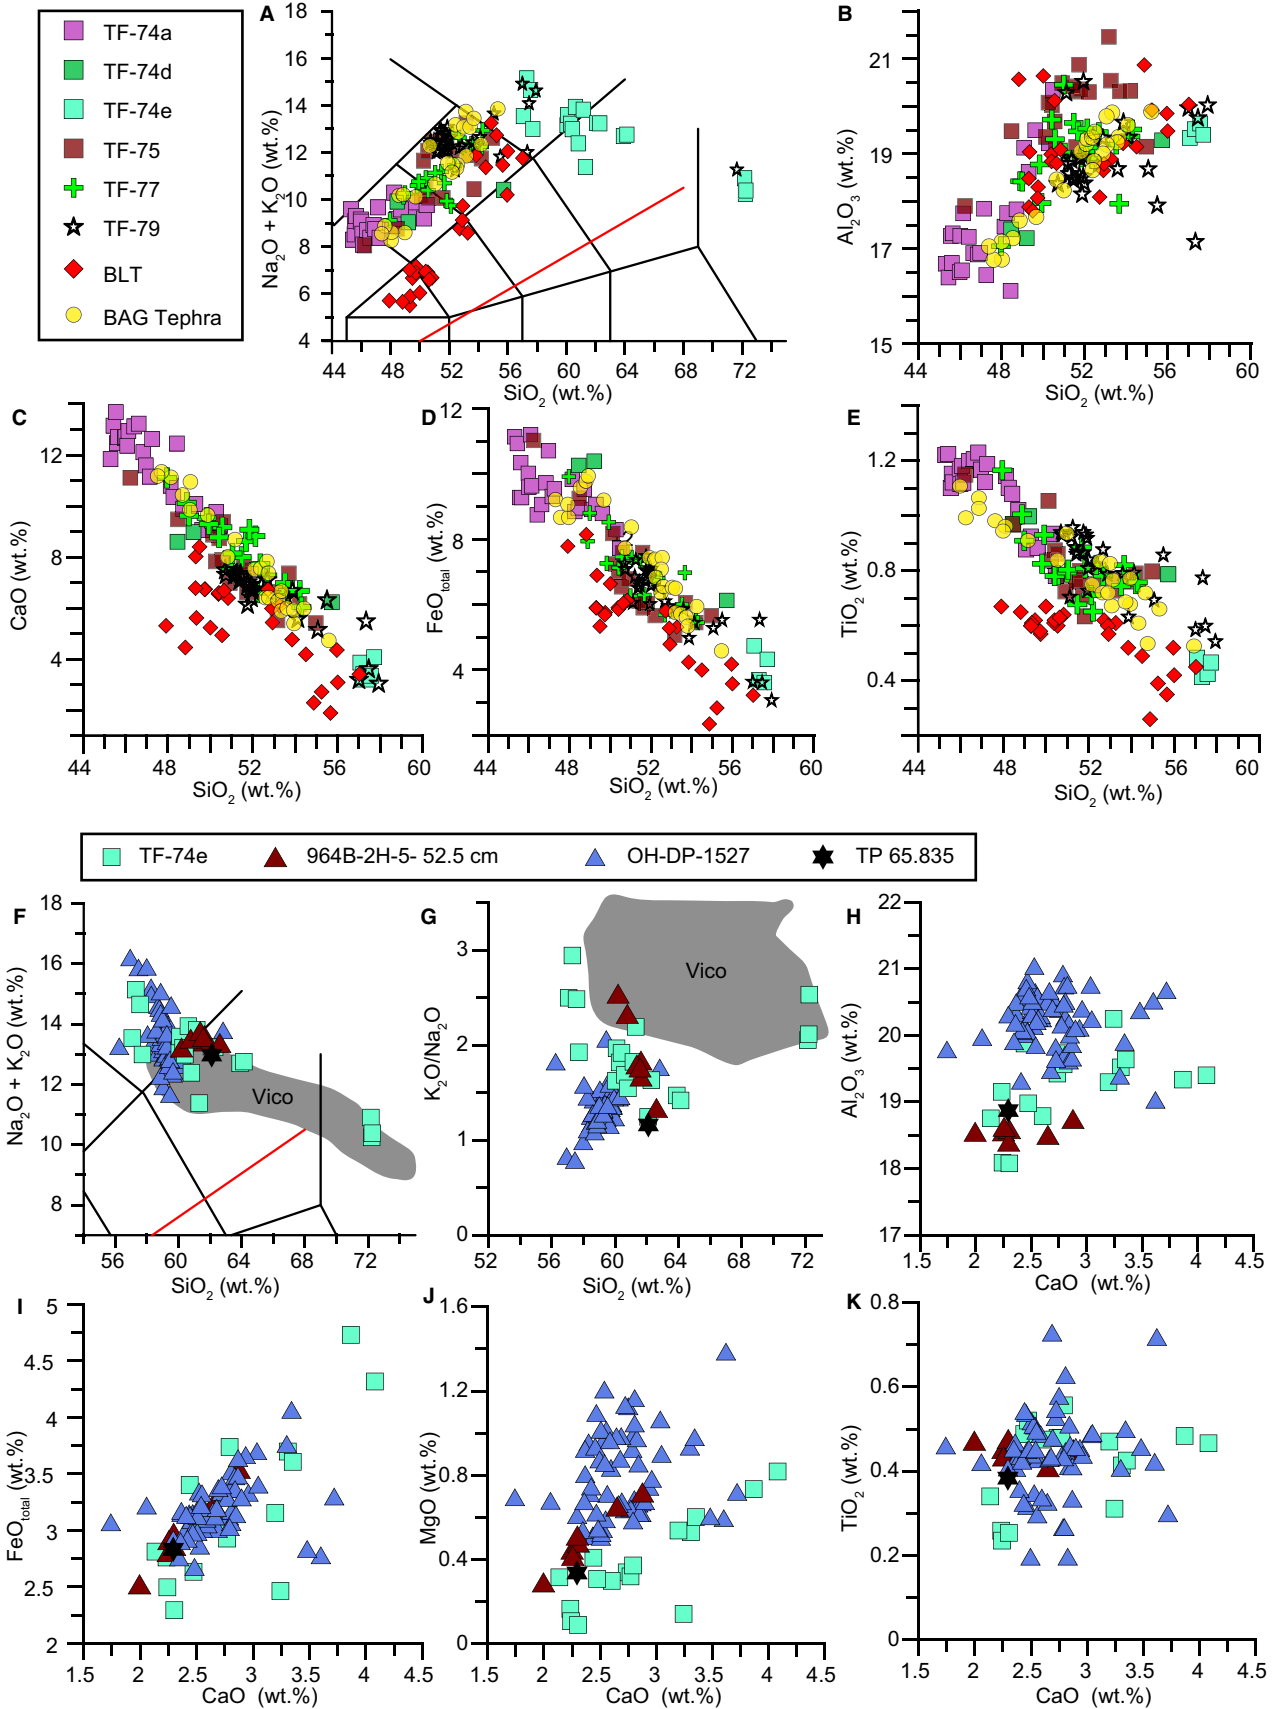 TF-74a
TF-74d
TF-74e
TF-75
TF-77
TF-79
BLT
BAG Tephra
A
18
16
14
12
10
8
6
4
Na2O + K2O (wt.%)
44 48 52 56 60 64 68 72
SiO2 (wt.%)
B
21
19
17
15
Al2O3 (wt.%)
44 48 52 56 60
SiO2 (wt.%)
C
12
8
4
CaO (wt.%)
44 48 52 56 60
SiO2 (wt.%)
D
12
8
4
FeOtotal (wt.%)
44 48 52 56 60
SiO2 (wt.%)
E
1.2
0.8
0.4
TiO2 (wt.%)
44 48 52 56 60
SiO2 (wt.%)
TF-74e 964B-2H-5- 52.5 cm OH-DP-1527 TP 65.835
F
18
16
14
12
10
8
Na2O + K2O (wt.%)
Vico
56 60 64 68 72
SiO2 (wt.%)
G
3
2
1
0
K2O/Na2O
Vico
52 56 60 64 68 72
SiO2 (wt.%)
H
22
21
20
19
18
17
Al2O3 (wt.%)
1.5 2 2.5 3 3.5 4 4.5
CaO (wt.%)
I
5
4.5
4
3.5
3
2.5
2
FeOtotal (wt.%)
1.5 2 2.5 3 3.5 4 4.5
CaO (wt.%)
J
1.6
1.2
0.8
0.4
0
MgO (wt.%)
1.5 2 2.5 3 3.5 4 4.5
CaO (wt.%)
K
0.8
0.6
0.4
0.2
0
TiO2 (wt.%)
1.5 2 2.5 3 3.5 4 4.5
CaO (wt.%)